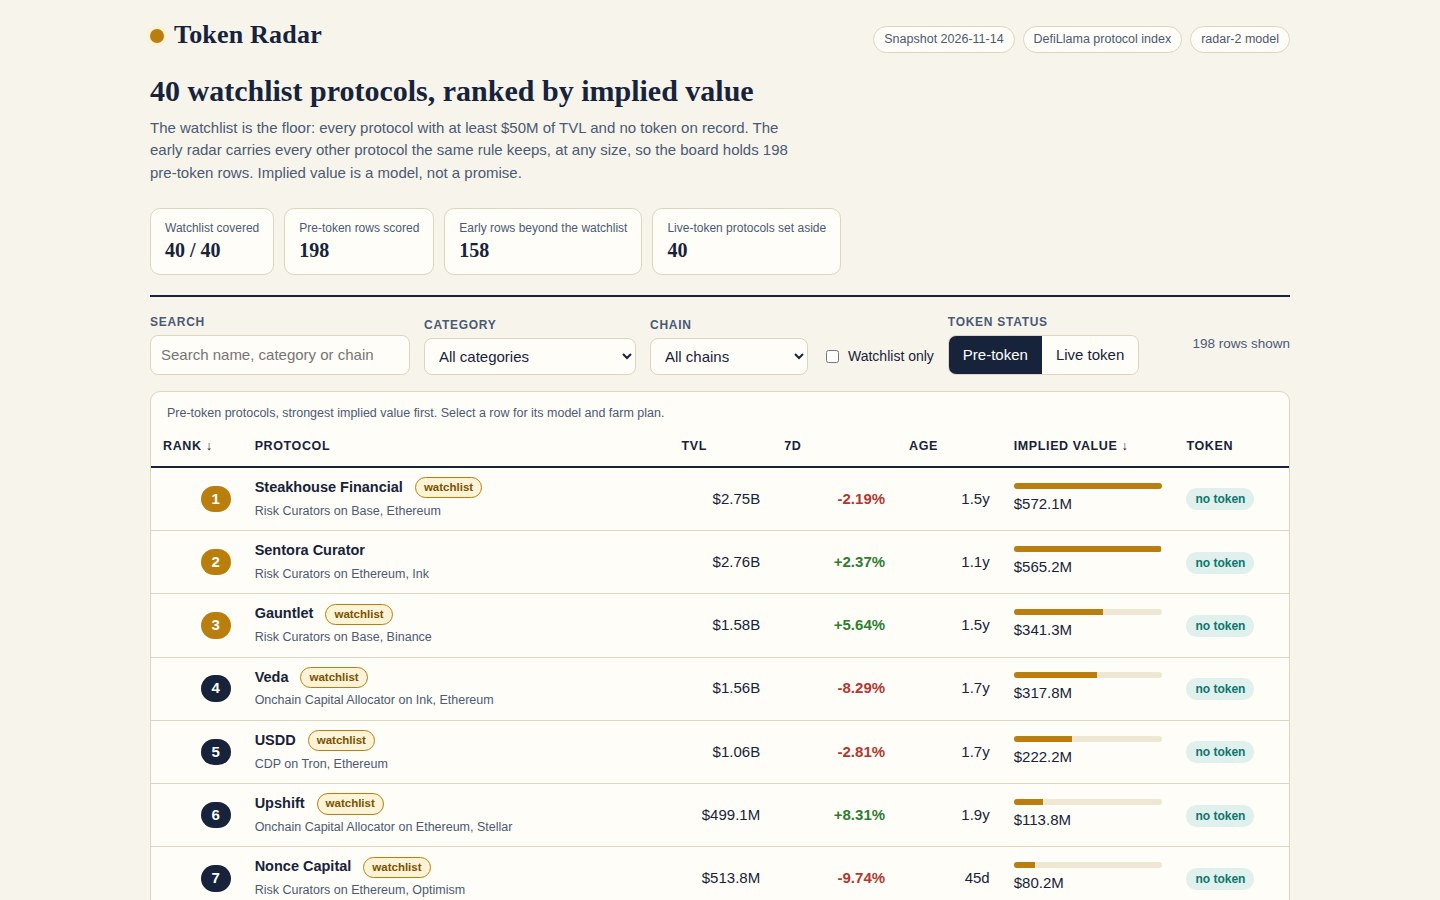 Token Radar
Snapshot 2026-11-14
DefiLlama protocol index
radar-2 model
40 watchlist protocols, ranked by implied value
The watchlist is the floor: every protocol with at least $50M of TVL and no token on record. The
early radar carries every other protocol the same rule keeps, at any size, so the board holds 198
pre-token rows. Implied value is a model, not a promise.
Watchlist covered
40 / 40
Pre-token rows scored
198
Early rows beyond the watchlist
158
Live-token protocols set aside
40
SEARCH
Search name, category or chain
CATEGORY
All categories
CHAIN
All chains
Watchlist only
TOKEN STATUS
Pre-token
Live token
198 rows shown
Pre-token protocols, strongest implied value first. Select a row for its model and farm plan.
RANK ↓ PROTOCOL TVL 7D AGE IMPLIED VALUE ↓ TOKEN
1 Steakhouse Financial watchlist $2.75B -2.19% 1.5y $572.1M no token
Risk Curators on Base, Ethereum
2 Sentora Curator $2.76B +2.37% 1.1y $565.2M no token
Risk Curators on Ethereum, Ink
3 Gauntlet watchlist $1.58B +5.64% 1.5y $341.3M no token
Risk Curators on Base, Binance
4 Veda watchlist $1.56B -8.29% 1.7y $317.8M no token
Onchain Capital Allocator on Ink, Ethereum
5 USDD watchlist $1.06B -2.81% 1.7y $222.2M no token
CDP on Tron, Ethereum
6 Upshift watchlist $499.1M +8.31% 1.9y $113.8M no token
Onchain Capital Allocator on Ethereum, Stellar
7 Nonce Capital watchlist $513.8M -9.74% 45d $80.2M no token
Risk Curators on Ethereum, Optimism